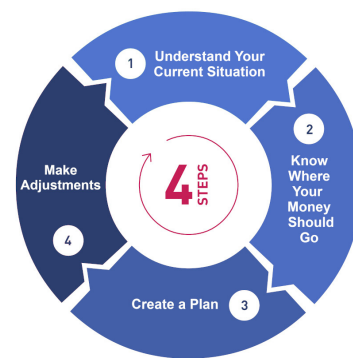 1
Understand Your
Current Situation
2
Know
Where
Your
Money
Should
Go
Create a Plan
3
Make
Adjustments
4
4
STEPS